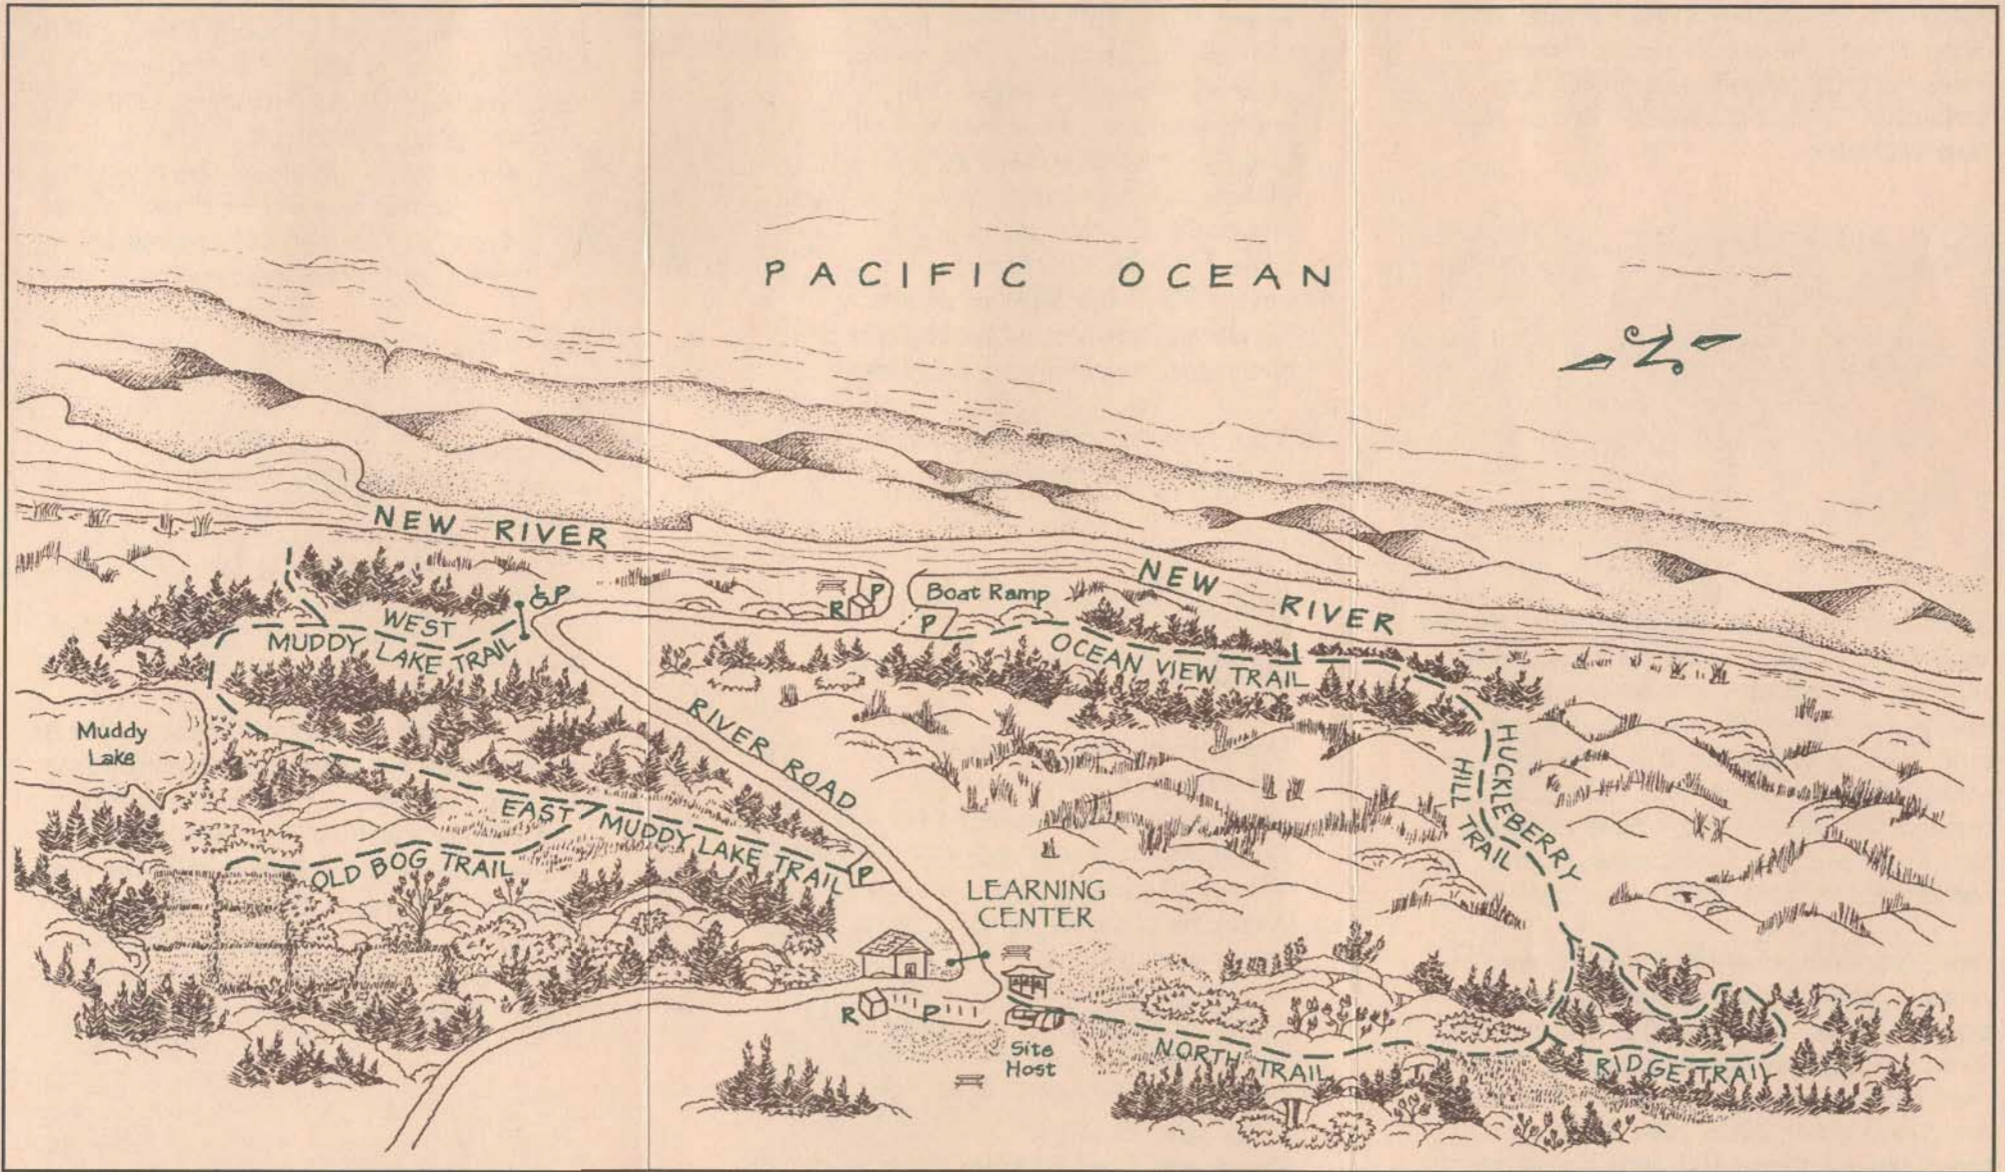 PACIFIC OCEAN
N
NEW RIVER
NEW RIVER
P
P
Boat Ramp
R
P
WEST
MUDDY LAKE TRAIL
OCEAN VIEW TRAIL
Muddy
Lake
RIVER ROAD
HUCKLEBERRY
HILL TRAIL
EAST MUDDY LAKE TRAIL
OLD BOG TRAIL
P
LEARNING
CENTER
R
P
Site
Host
NORTH TRAIL
RIDGE TRAIL